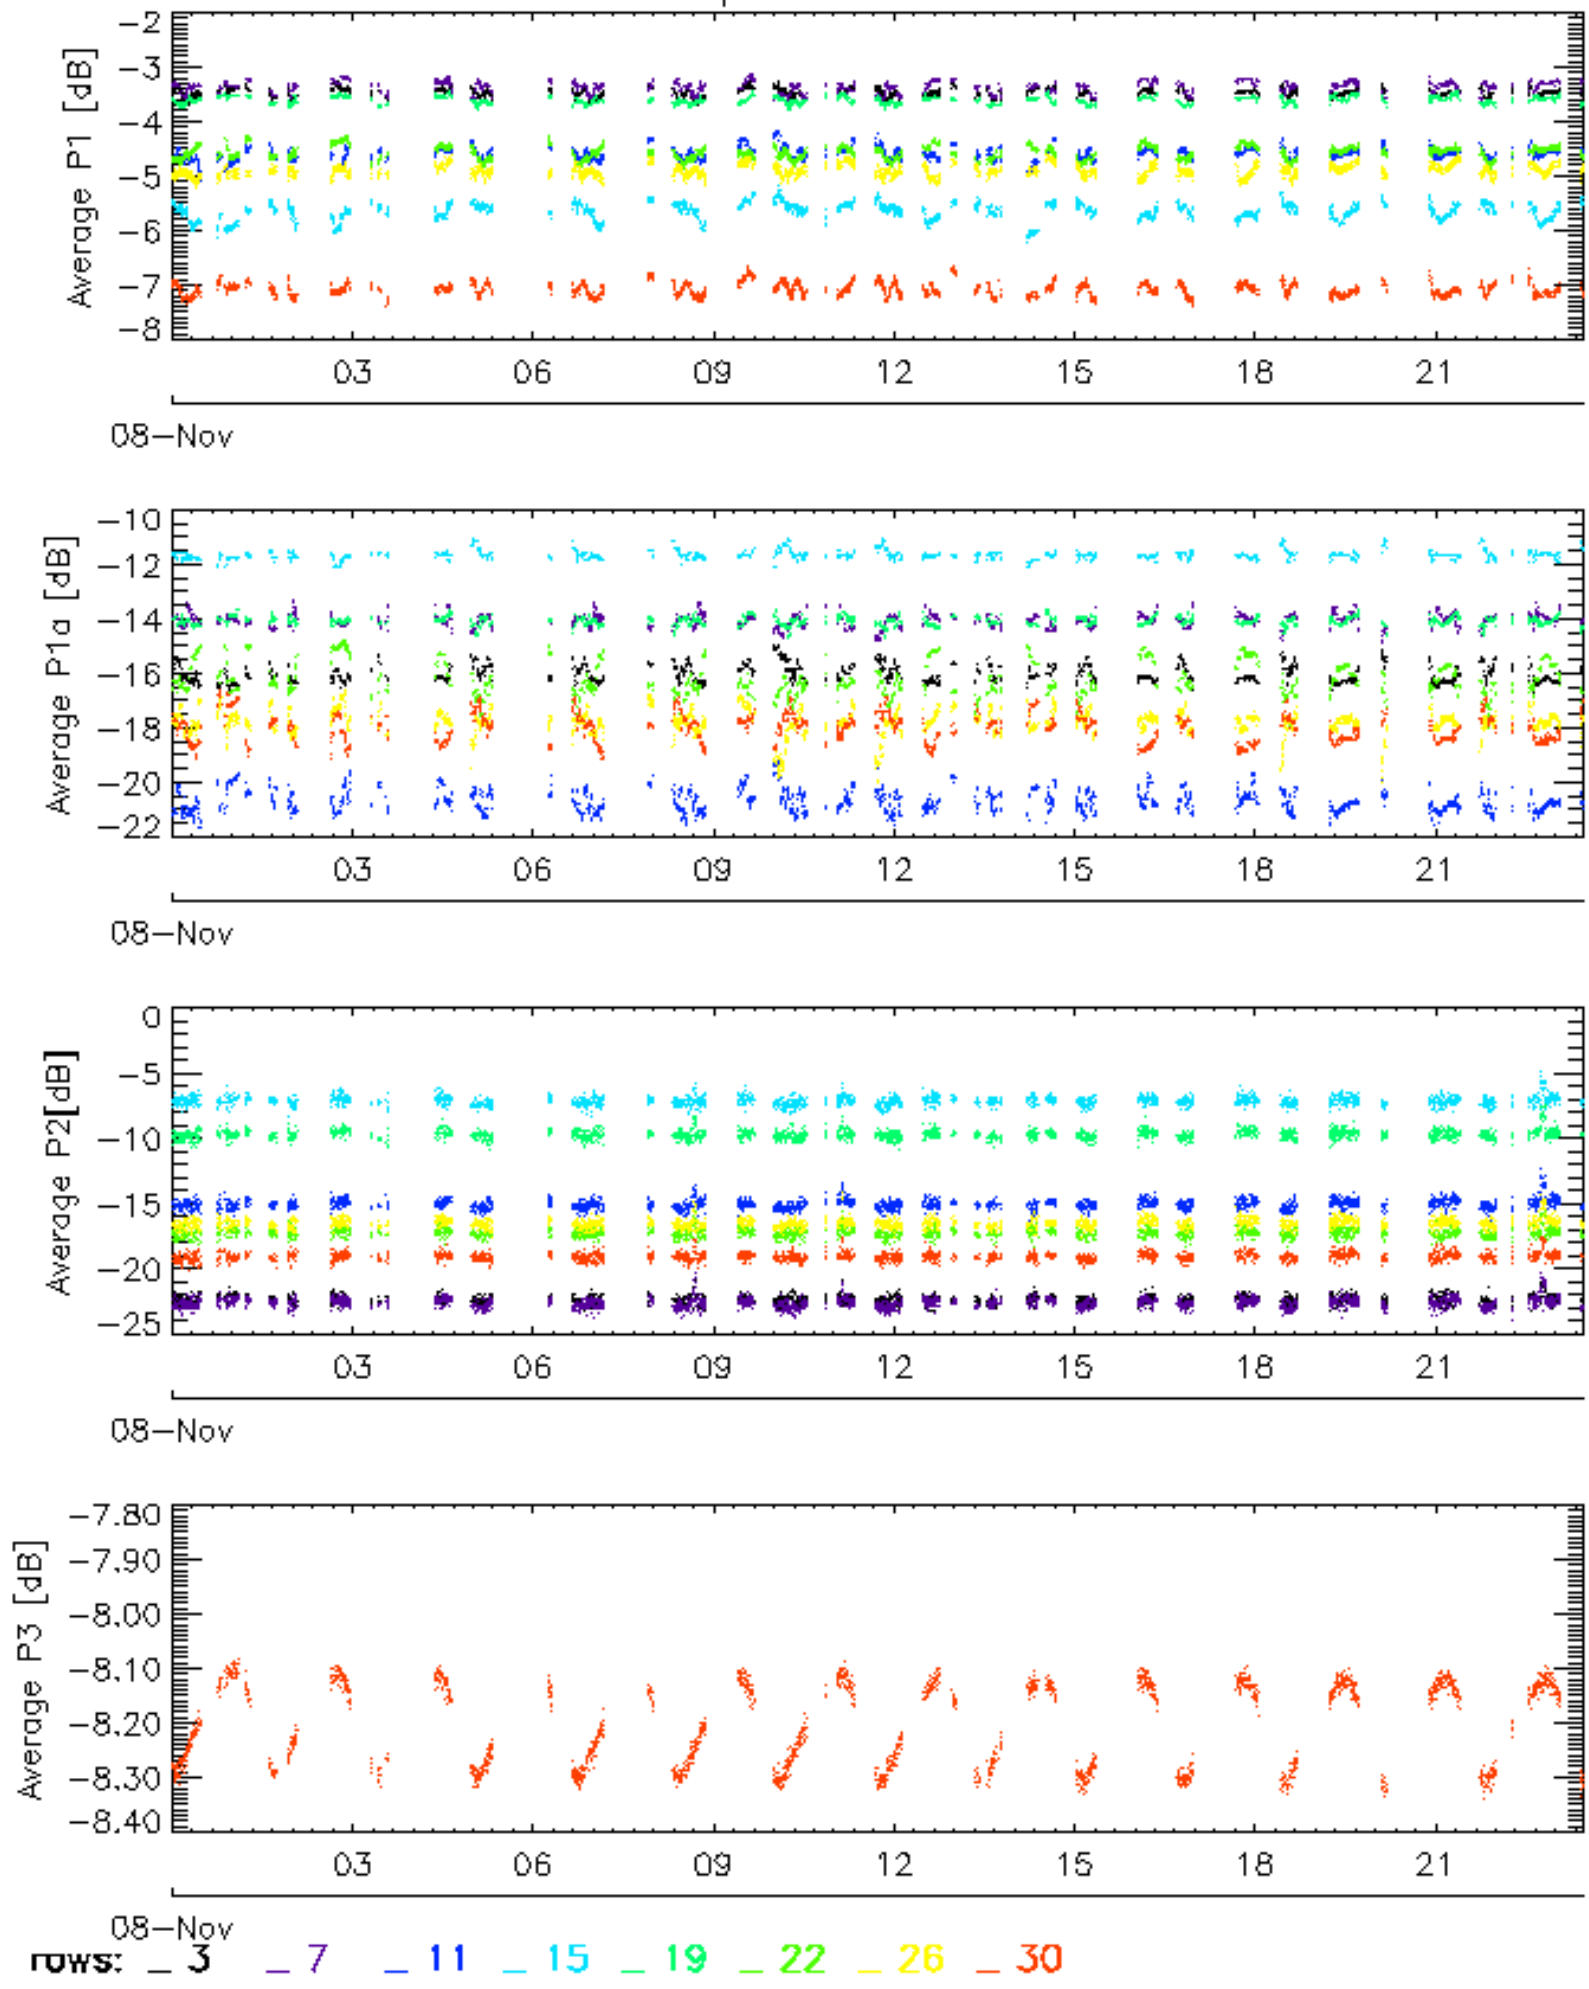 Average P1 [dB]
-2
-3
-4
-5
-6
-7
-8
03 06 09 12 15 18 21
08-Nov
Average P1a [dB]
-10
-12
-14
-16
-18
-20
-22
03 06 09 12 15 18 21
08-Nov
Average P2[dB]
0
-5
-10
-15
-20
-25
03 06 09 12 15 18 21
08-Nov
Average P3 [dB]
-7.80
-7.90
-8.00
-8.10
-8.20
-8.30
-8.40
03 06 09 12 15 18 21
08-Nov
rows: _ 3 _ 7 _ 11 _ 15 _ 19 _ 22 _ 26 _ 30